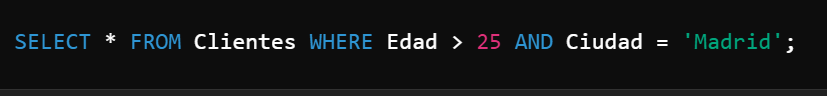 SELECT * FROM Clientes WHERE Edad > 25 AND Ciudad = 'Madrid';